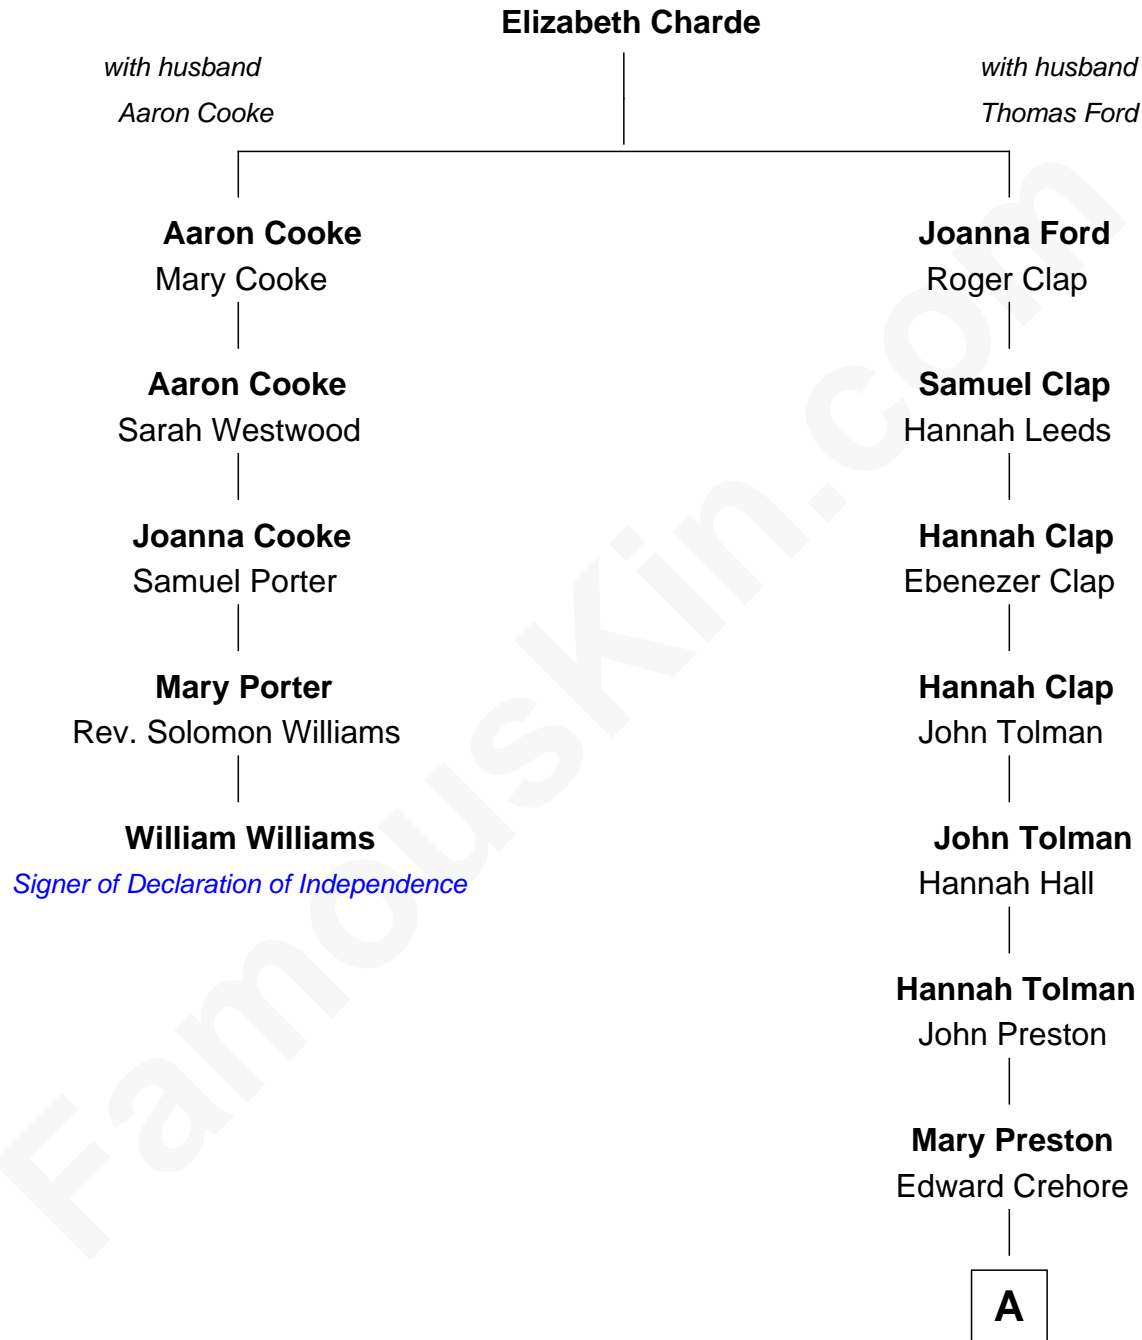 Elizabeth Charde
with husband
Aaron Cooke
with husband
Thomas Ford
Aaron Cooke
Mary Cooke
Joanna Ford
Roger Clap
Aaron Cooke
Sarah Westwood
Samuel Clap
Hannah Leeds
Joanna Cooke
Samuel Porter
Hannah Clap
Ebenezer Clap
Mary Porter
Rev. Solomon Williams
Hannah Clap
John Tolman
William Williams
Signer of Declaration of Independence
John Tolman
Hannah Hall
Hannah Tolman
John Preston
Mary Preston
Edward Crehore
A
FamousKin.com